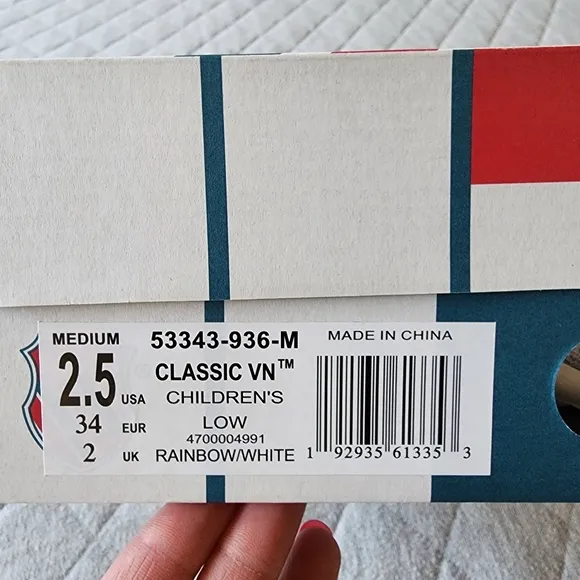 MEDIUM
2.5 USA
34 EUR
2 UK
53343-936-M
CLASSIC VN™
CHILDREN'S
LOW
4700004991
RAINBOW/WHITE
MADE IN CHINA
1 92935 61335 3